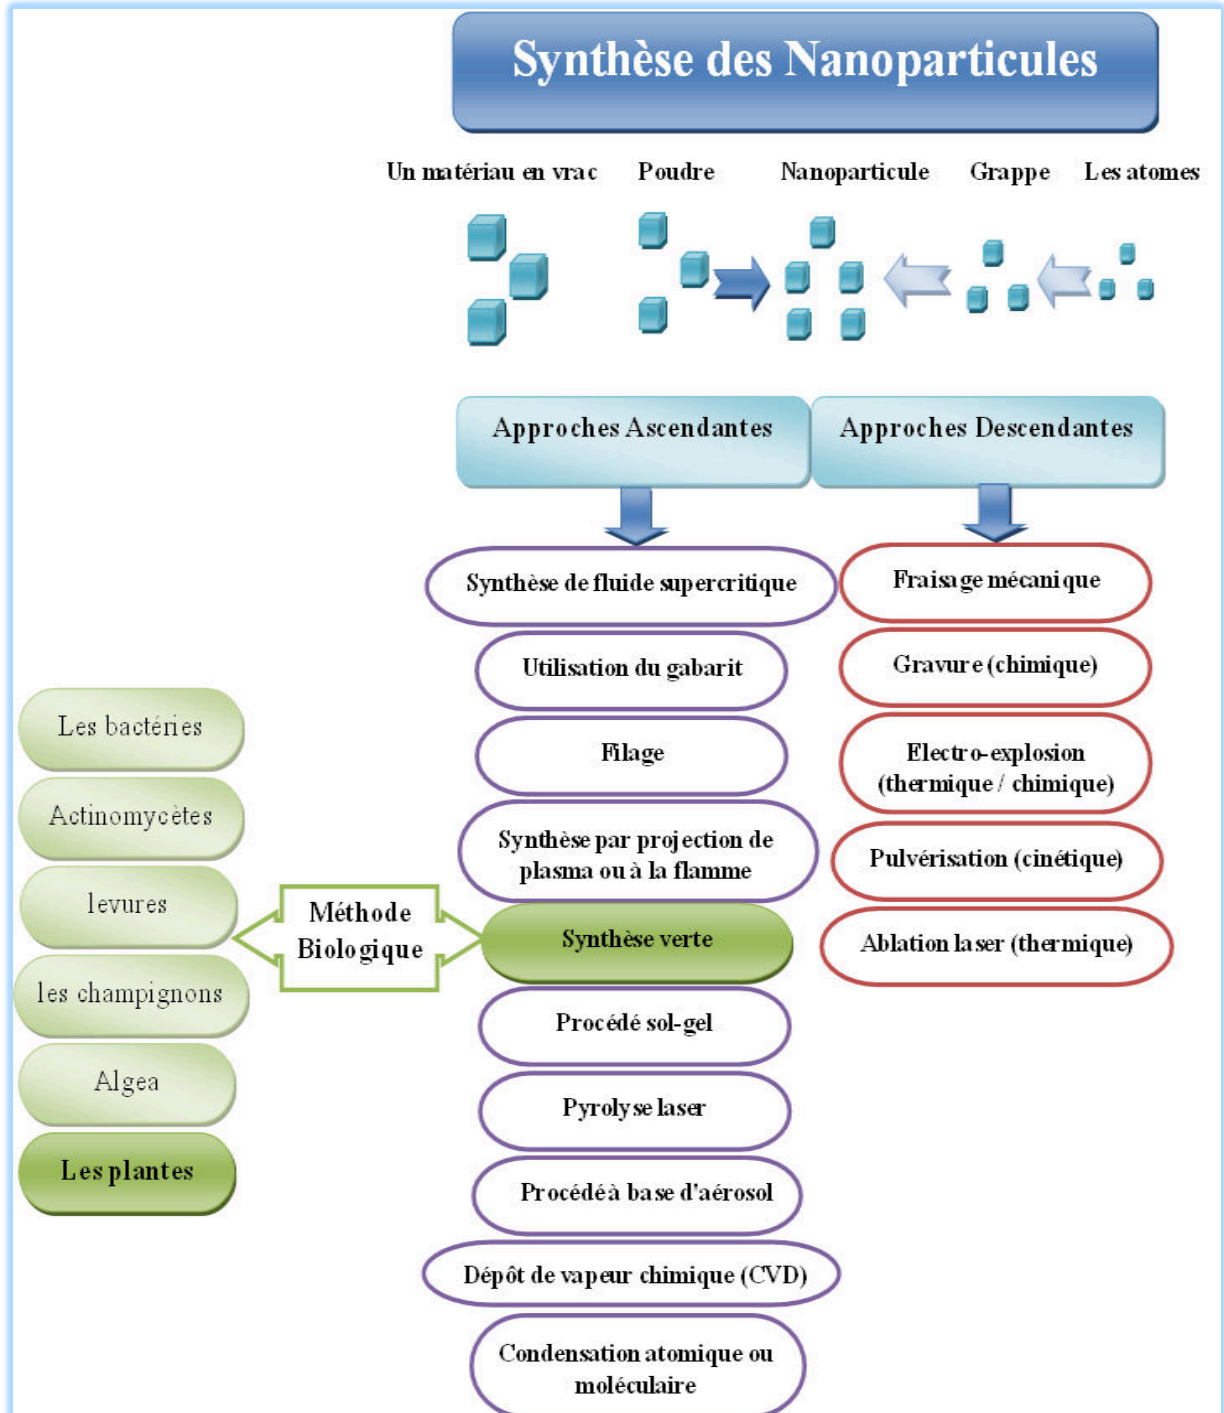 Synthèse des Nanoparticules
Un matériau en vrac
Poudre
Nanoparticule
Grappe
Les atomes
Approches Ascendantes
Approches Descendantes
Synthèse de fluide supercritique
Utilisation du gabarit
Filage
Synthèse par projection de
plasma ou à la flamme
Synthèse verte
Procédé sol-gel
Pyrolyse laser
Procédé à base d'aérosol
Dépôt de vapeur chimique (CVD)
Condensation atomique ou
moléculaire
Fraisage mécanique
Gravure (chimique)
Electro-explosion
(thermique / chimique)
Pulvérisation (cinétique)
Ablation laser (thermique)
Méthode
Biologique
Les bactéries
Actinomycètes
levures
les champignons
Algea
Les plantes